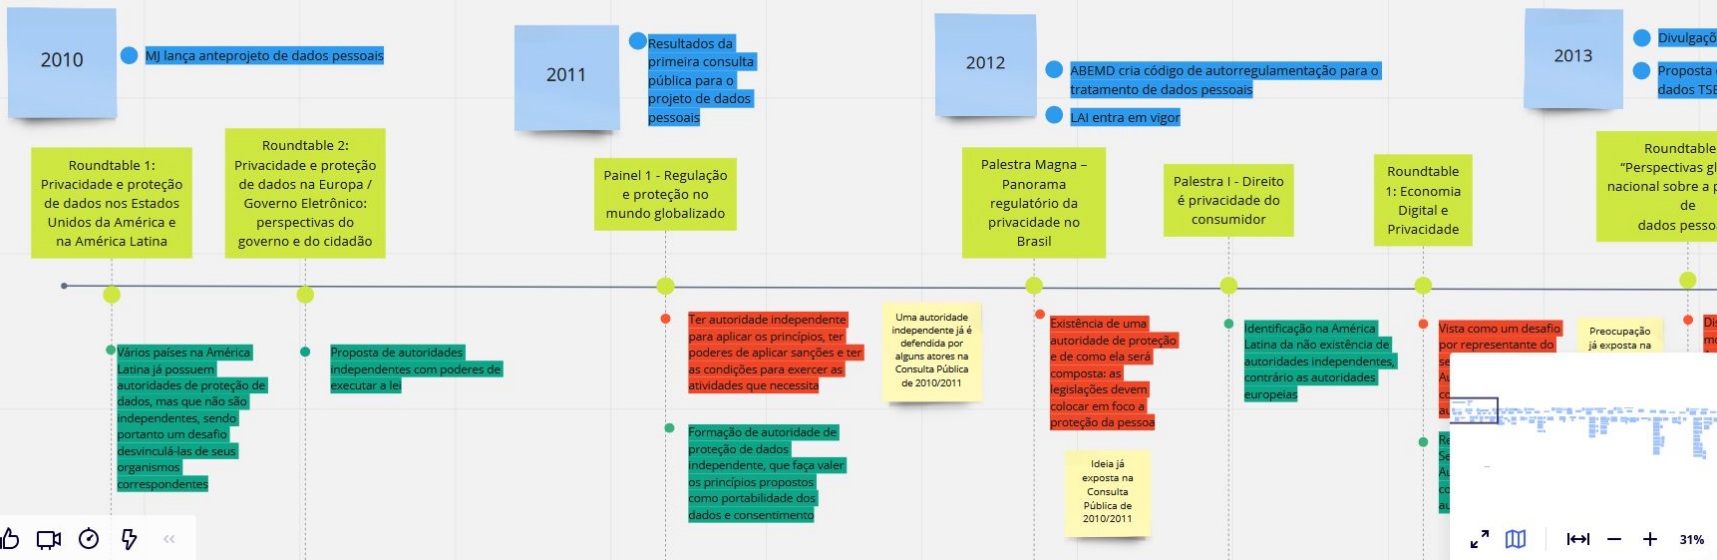 2010
MJ lança anteprojeto de dados pessoais
2011
Resultados da
primeira consulta
pública para o
projeto de dados
pessoais
2012
ABEMD cria código de autorregulamentação para o
tratamento de dados pessoais
LAI entra em vigor
2013
Proposta
dados TSE
Roundtable 1:
Privacidade e proteção
de dados nos Estados
Unidos da América e
na América Latina
Roundtable 2:
Privacidade e proteção
de dados na Europa /
Governo Eletrônico:
perspectivas do
governo e do cidadão
Painel 1 - Regulação
e proteção no
mundo globalizado
Palestra Magna –
Panorama
regulatório da
privacidade no
Brasil
Palestra I - Direito
é privacidade do
consumidor
Roundtable
1: Economia
Digital e
Privacidade
Roundtable
“Perspectivas
nacional sobre a
de
dados
Vários países na América
Latina já possuem
autoridades de proteção de
dados, mas que não são
independentes, sendo
portanto um desafio
desvinculá-las de seus
organismos
correspondentes
Proposta de autoridades
independentes com poderes de
executar a lei
Ter autoridade independente
para aplicar os princípios, ter
poderes de aplicar sanções e ter
as condições para exercer as
atividades que necessita
Formação de autoridade de
proteção de dados
independente, que faça valer
os princípios propostos
como portabilidade dos
dados e consentimento
Uma autoridade
independente já é
defendida por
alguns atores na
Consulta Pública
de 2010/2011
Existência de uma
autoridade de proteção
e de como ela será
composta: as
legislações devem
colocar em foco a
proteção da pessoa
Ideia já
exposta na
Consulta
Pública de
2010/2011
Identificação na América
Latina da não existência de
autoridades independentes,
contrário as autoridades
europeias
Vista como um desafio
por representante do
Preocupação
já exposta na
31%